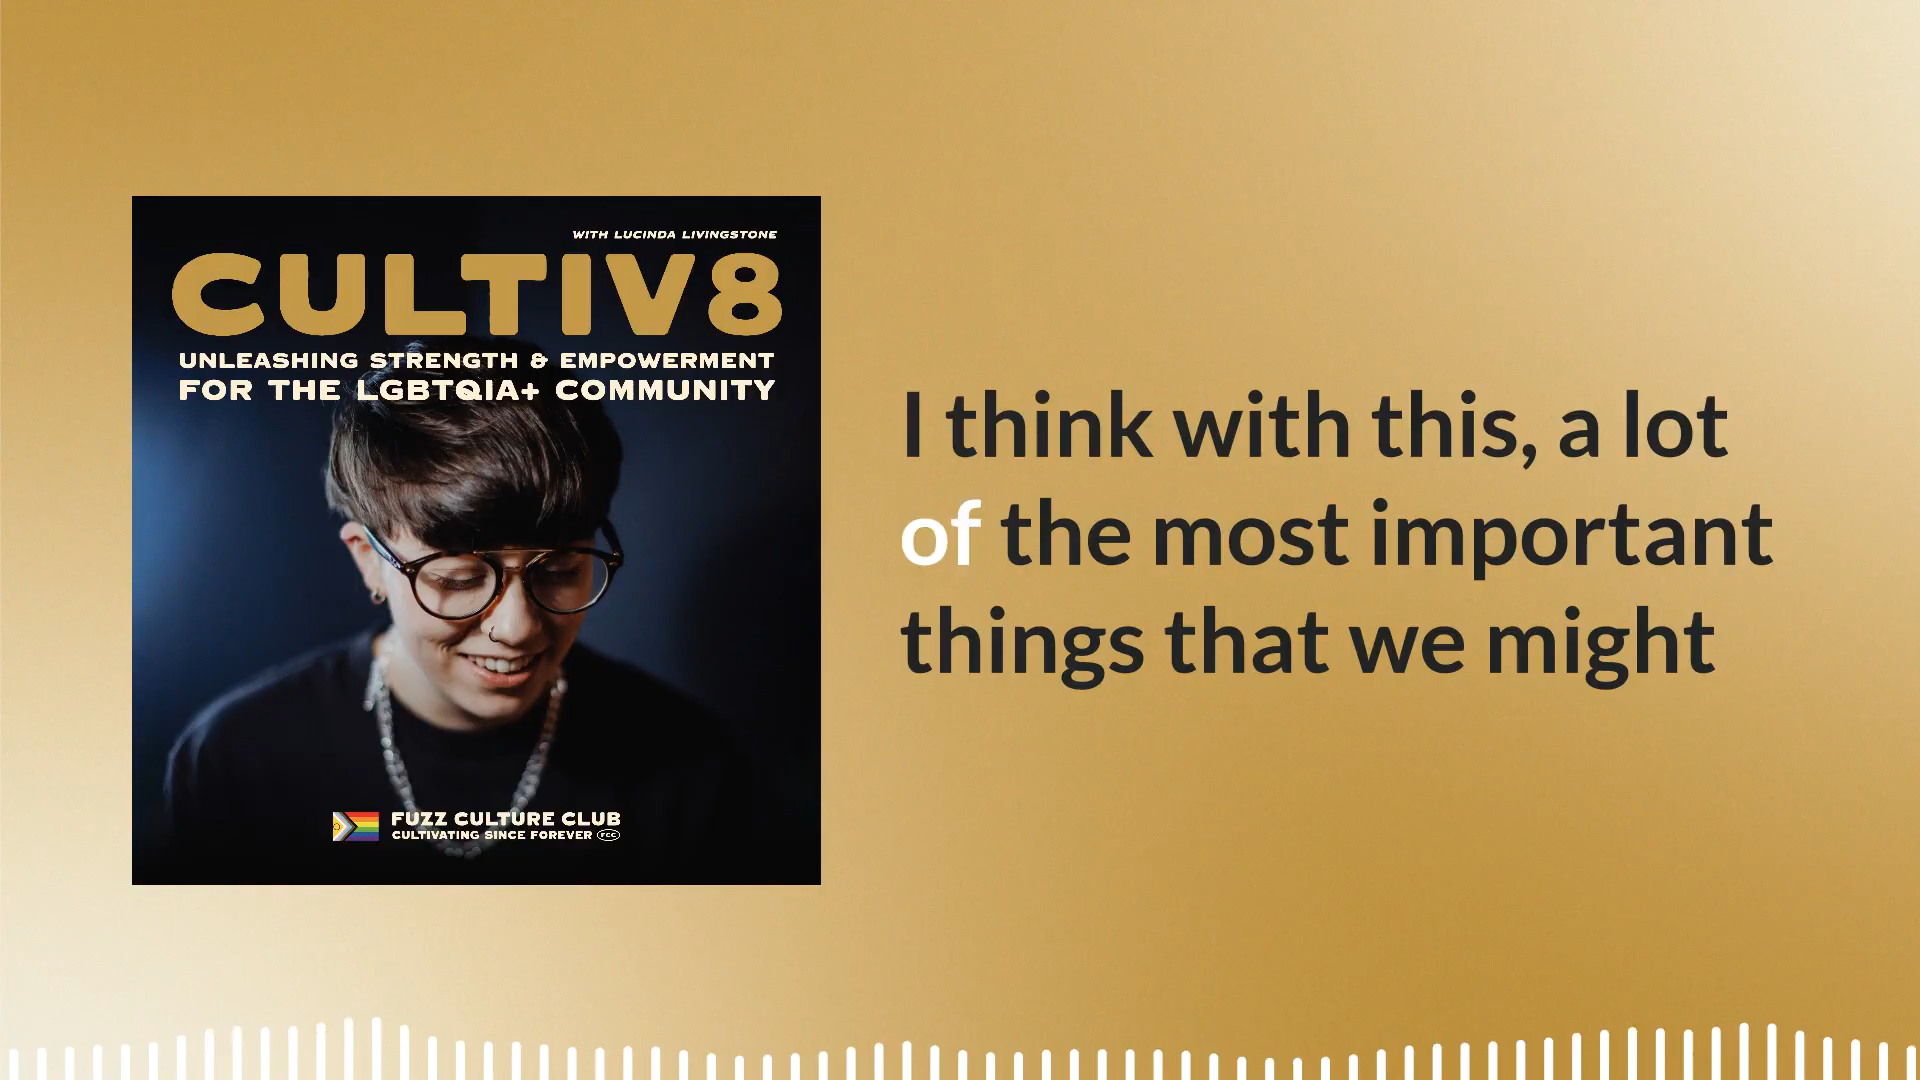 WITH LUCINDA LIVINGSTONE
CULTIV8
UNLEASHING STRENGTH & EMPOWERMENT
FOR THE LGBTQIA+ COMMUNITY
FUZZ CULTURE CLUB
CULTIVATING SINCE FOREVER FCC
I think with this, a lot
of the most important
things that we might